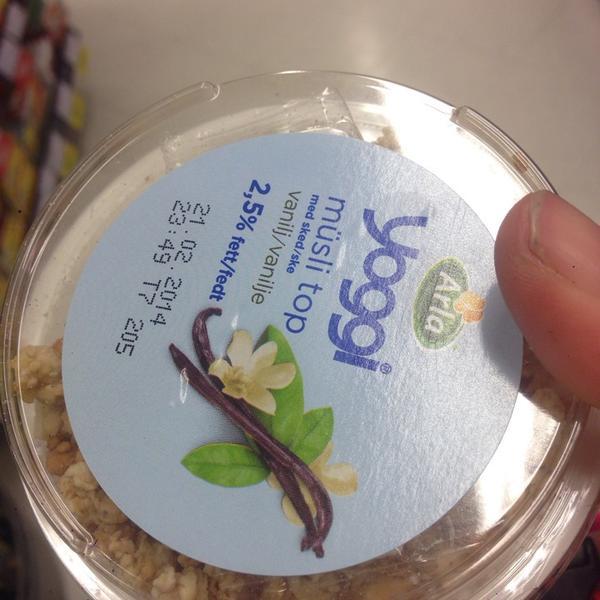 Arla
yoggi®
müsli top
med sked/ske
vanilj/vanilje
2,5% fett/fedt
21.02.2014
23:49 T7 205